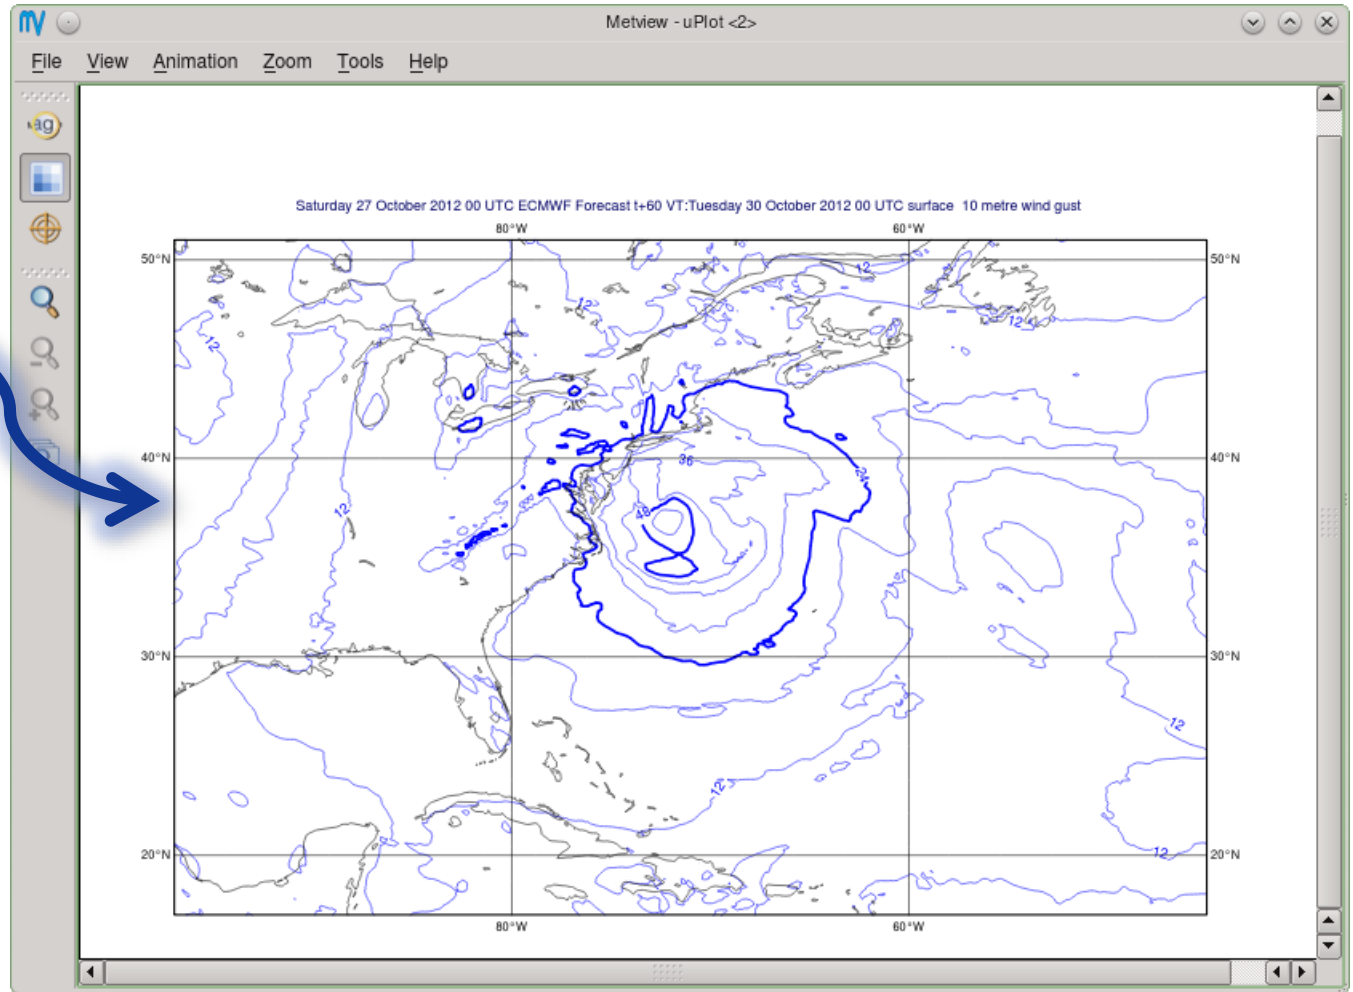 Metview - uPlot <2>
File View Animation Zoom Tools Help
Saturday 27 October 2012 00 UTC ECMWF Forecast t+60 VT:Tuesday 30 October 2012 00 UTC surface 10 metre wind gust
80°W 60°W
50°N 50°N
12
12
12
12
40°N 36 40°N
24
12 48
30°N 30°N
12
12
20°N 12 20°N
80°W 60°W